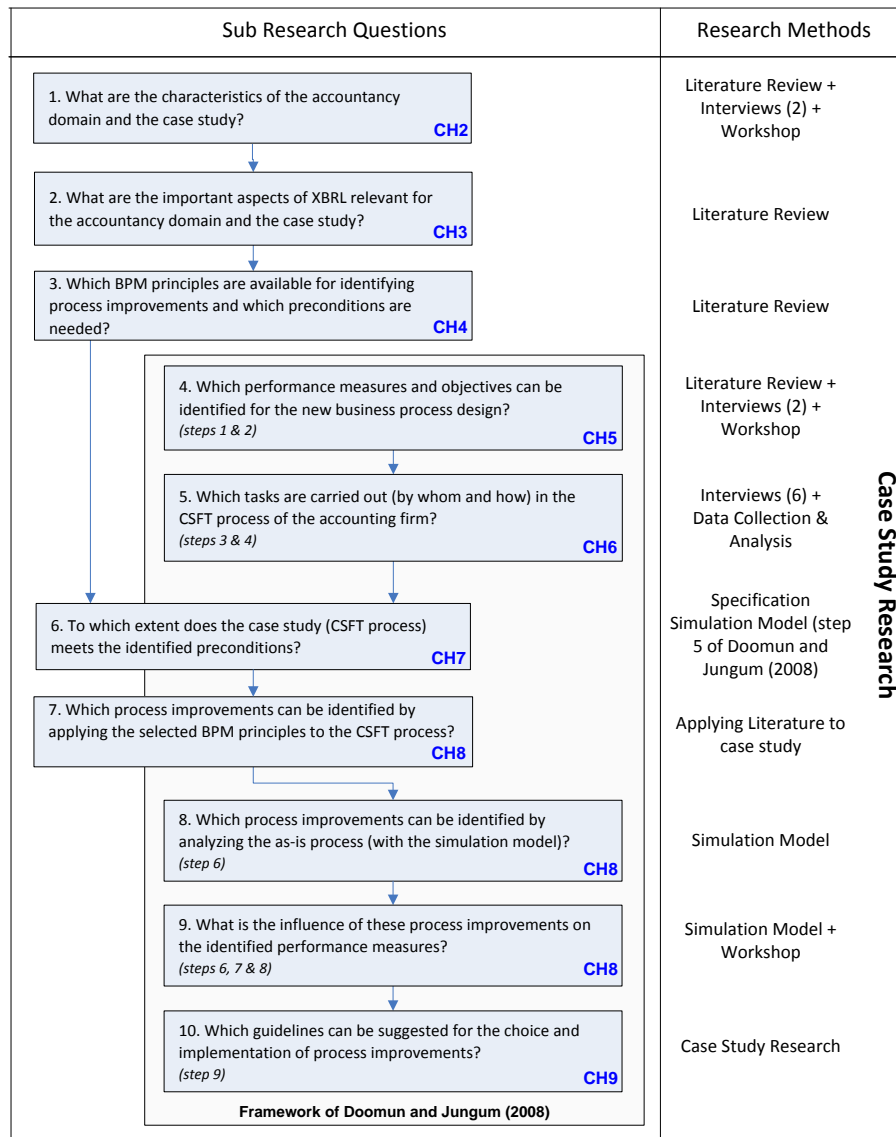 Sub Research Questions
Research Methods
1. What are the characteristics of the accountancy
domain and the case study?
CH2
Literature Review +
Interviews (2) +
Workshop
2. What are the important aspects of XBRL relevant for
the accountancy domain and the case study?
CH3
Literature Review
3. Which BPM principles are available for identifying
process improvements and which preconditions are
needed?
CH4
Literature Review
4. Which performance measures and objectives can be
identified for the new business process design?
(steps 1 & 2)
CH5
Literature Review +
Interviews (2) +
Workshop
5. Which tasks are carried out (by whom and how) in the
CSFT process of the accounting firm?
(steps 3 & 4)
CH6
Interviews (6) +
Data Collection &
Analysis
6. To which extent does the case study (CSFT process)
meets the identified preconditions?
CH7
Specification
Simulation Model (step
5 of Doomun and
Jungum (2008)
7. Which process improvements can be identified by
applying the selected BPM principles to the CSFT process?
CH8
Applying Literature to
case study
8. Which process improvements can be identified by
analyzing the as-is process (with the simulation model)?
(step 6)
CH8
Simulation Model
9. What is the influence of these process improvements on
the identified performance measures?
(steps 6, 7 & 8)
CH8
Simulation Model +
Workshop
10. Which guidelines can be suggested for the choice and
implementation of process improvements?
(step 9)
CH9
Case Study Research
Framework of Doomun and Jungum (2008)
Case Study Research